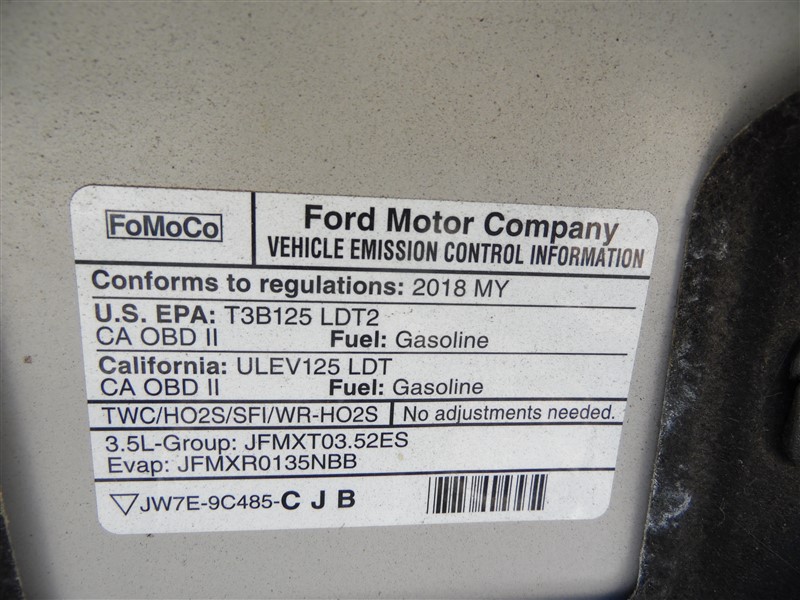 FoMoCo
Ford Motor Company
VEHICLE EMISSION CONTROL INFORMATION
Conforms to regulations: 2018 MY
U.S. EPA: T3B125 LDT2
CA OBD II Fuel: Gasoline
California: ULEV125 LDT
CA OBD II Fuel: Gasoline
TWC/HO2S/SFI/WR-HO2S No adjustments needed.
3.5L-Group: JFMXT03.52ES
Evap: JFMXR0135NBB
JW7E-9C485-C J B